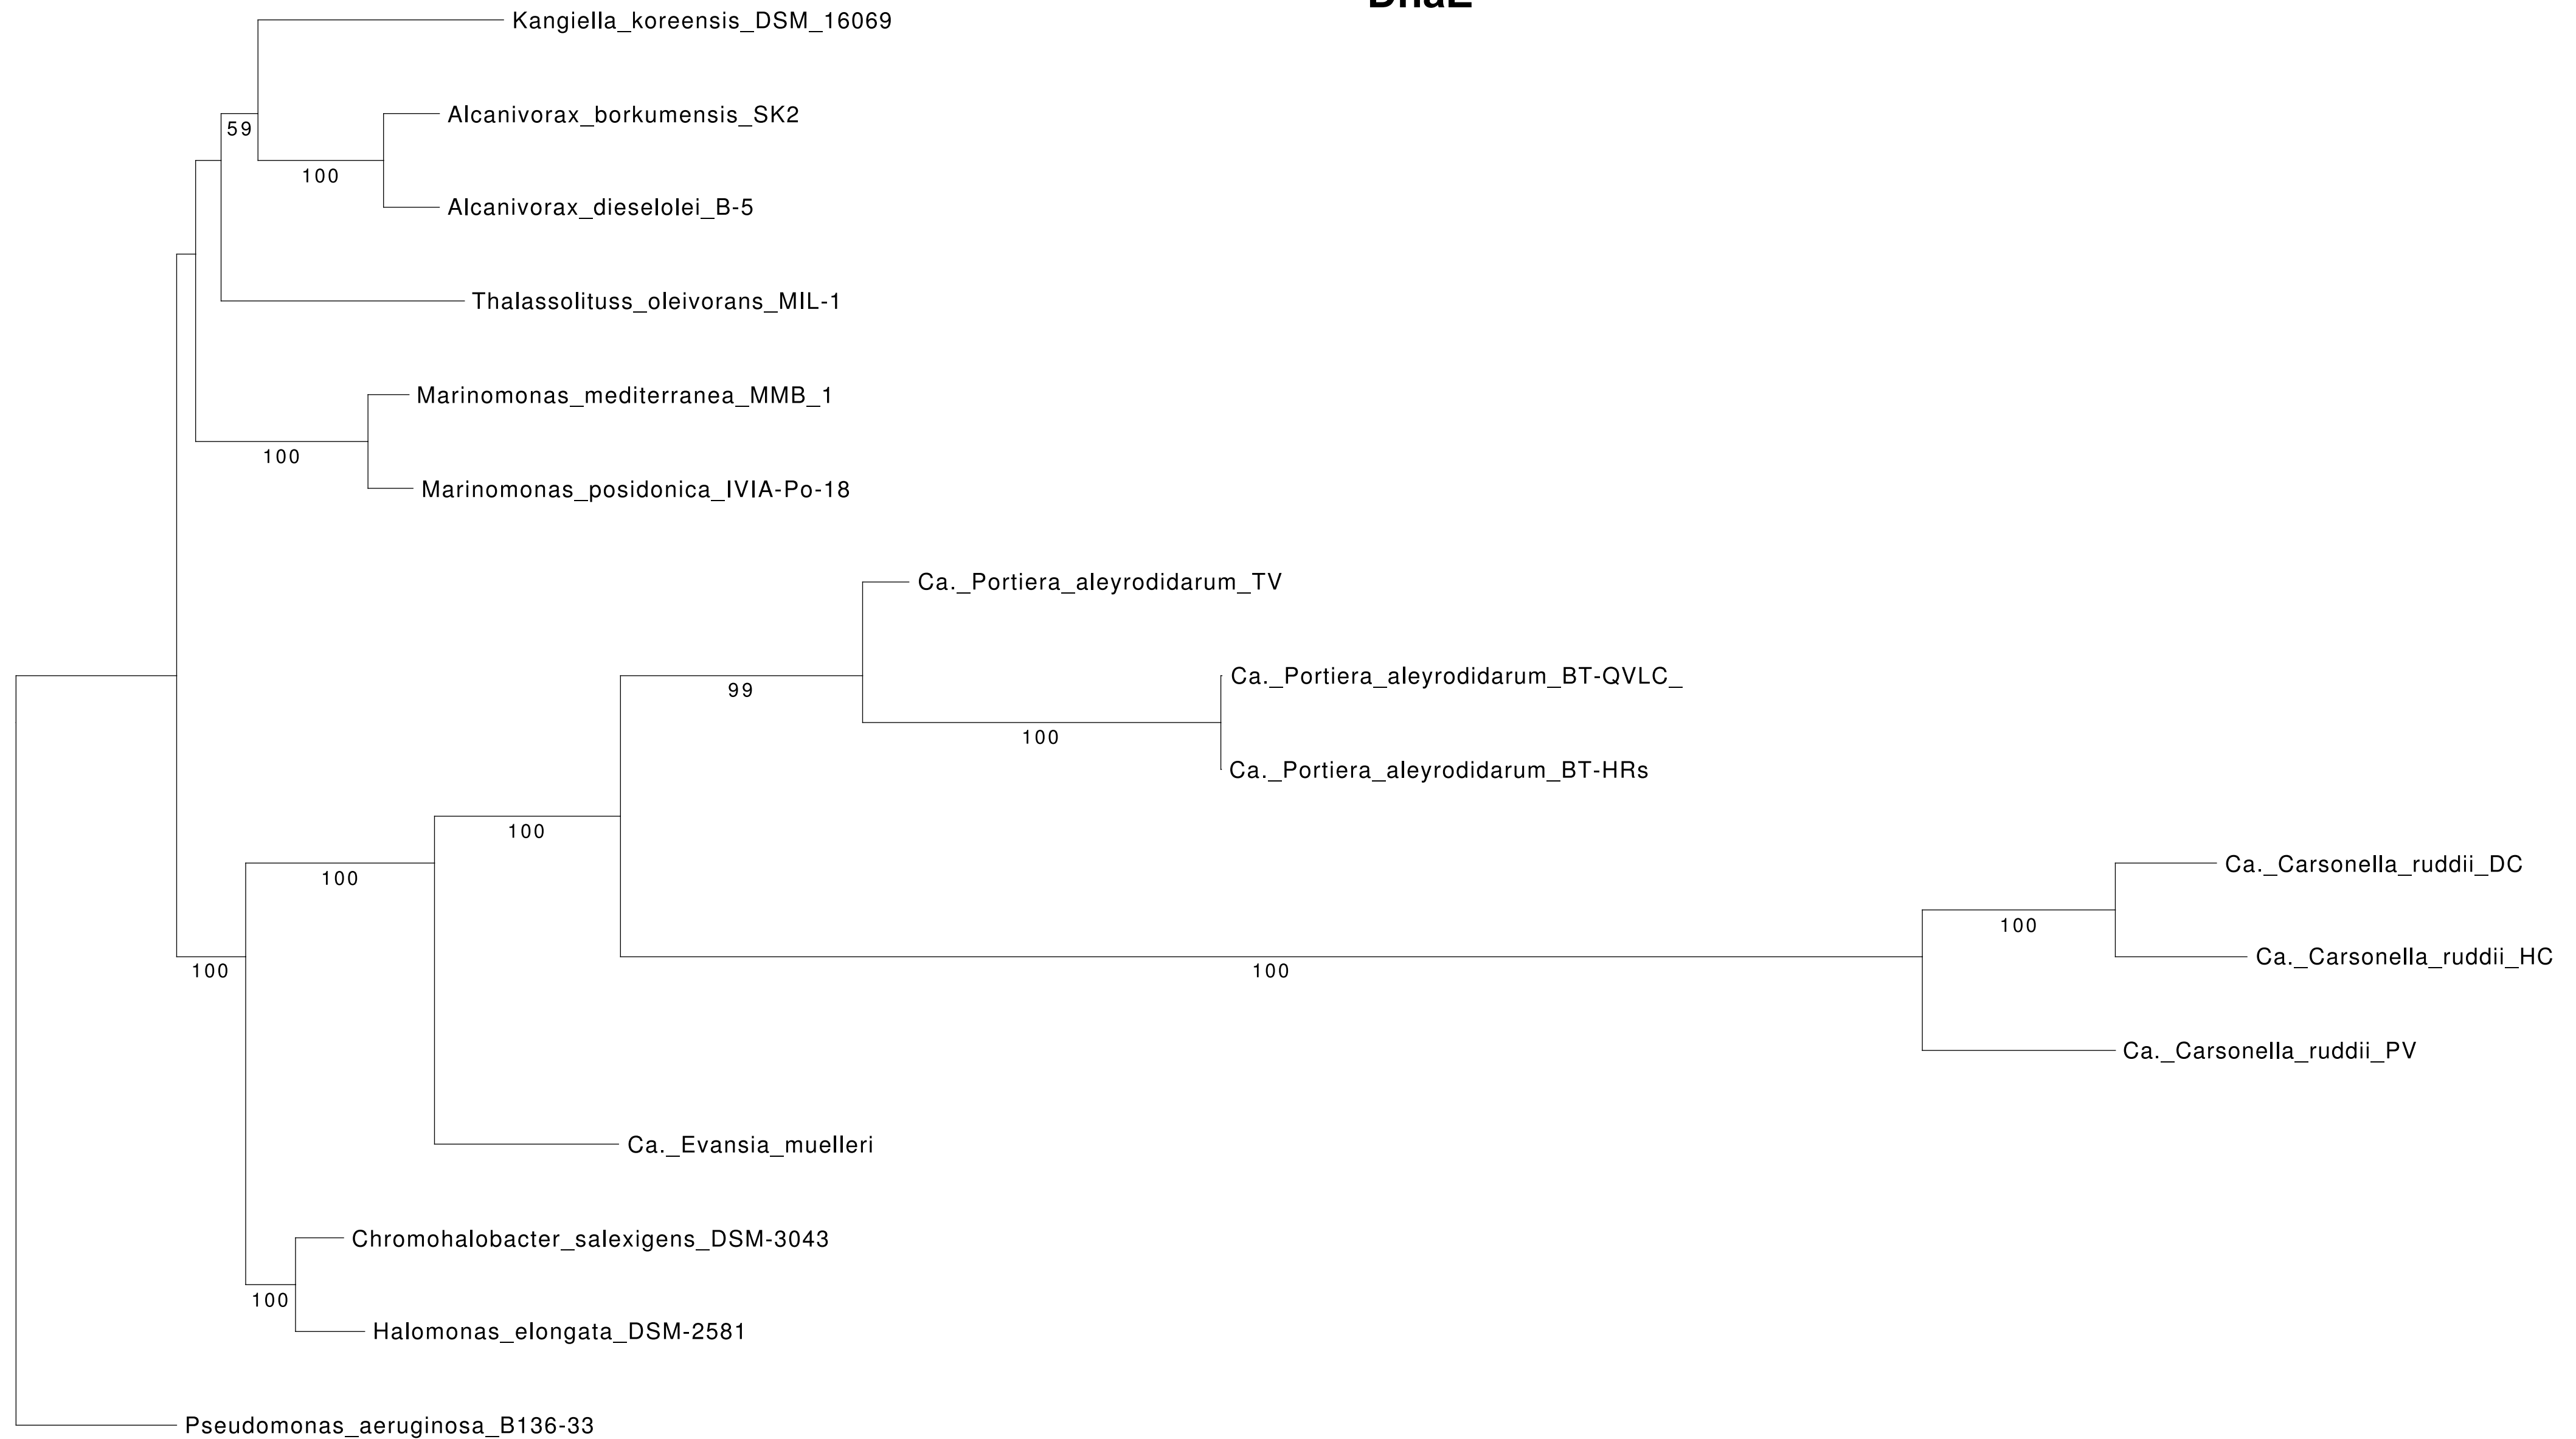 DnaE
Kangiella_koreensis_DSM_16069
Alcanivorax_borkumensis_SK2
59
100
Alcanivorax_dieselolei_B-5
Thalassolituss_oleivorans_MIL-1
Marinomonas_mediterranea_MMB_1
100
Marinomonas_posidonica_IVIA-Po-18
Ca._Portiera_aleyrodidarum_TV
Ca._Portiera_aleyrodidarum_BT-QVLC_
99
100
Ca._Portiera_aleyrodidarum_BT-HRs
100
Ca._Carsonella_ruddii_DC
100
100
Ca._Carsonella_ruddii_HC
100
100
Ca._Carsonella_ruddii_PV
Ca._Evansia_muelleri
Chromohalobacter_salexigens_DSM-3043
100
Halomonas_elongata_DSM-2581
Pseudomonas_aeruginosa_B136-33